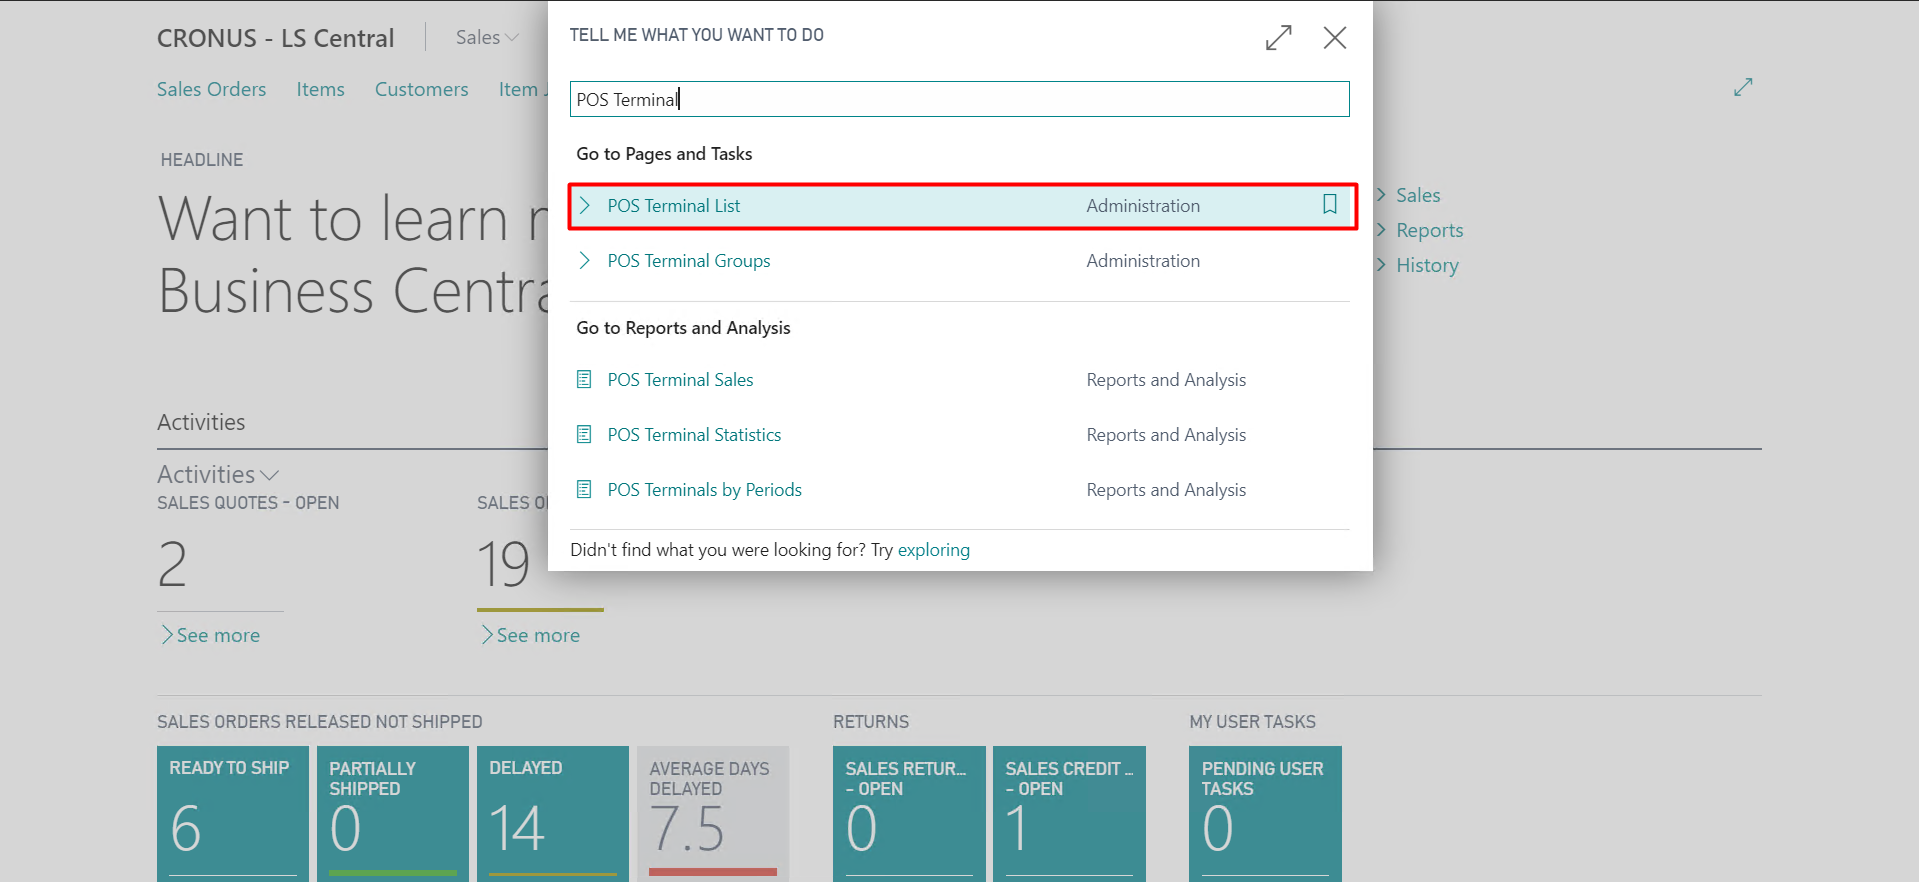 CRONUS - LS Central
Sales
Sales Orders
Items
Customers
Item
HEADLINE
Want to learn
Business Centra
Sales
Reports
History
TELL ME WHAT YOU WANT TO DO
POS Terminal
Go to Pages and Tasks
POS Terminal List Administration
POS Terminal Groups Administration
Go to Reports and Analysis
POS Terminal Sales Reports and Analysis
POS Terminal Statistics Reports and Analysis
POS Terminals by Periods Reports and Analysis
Didn't find what you were looking for? Try exploring
Activities
Activities
SALES QUOTES - OPEN
2
See more
SALES
19
See more
SALES ORDERS RELEASED NOT SHIPPED
READY TO SHIP
6
PARTIALLY
SHIPPED
0
DELAYED
14
AVERAGE DAYS
DELAYED
7.5
RETURNS
SALES RETUR...
- OPEN
0
SALES CREDIT ...
- OPEN
1
MY USER TASKS
PENDING USER
TASKS
0